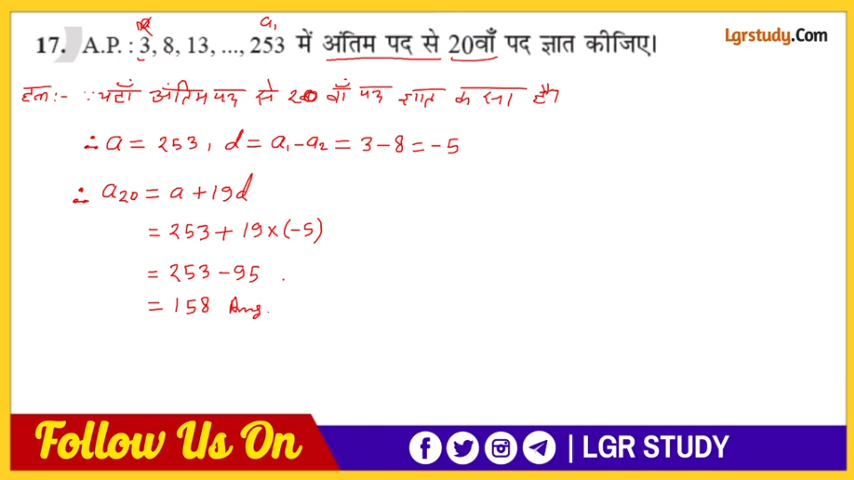 Lgrstudy.Com
a₁
17. A.P. : 3, 8, 13, ..., 253 में अंतिम पद से 20वाँ पद ज्ञात कीजिए।
हल:- ∵ यहाँ अंतिम पद से 20 वाँ पद ज्ञात करना है।
∴ a = 253, d = a₁-a₂ = 3-8 = -5
∴ a₂₀ = a + 19d
= 253 + 19×(-5)
= 253 - 95
= 158 Ans.
Follow Us On | LGR STUDY